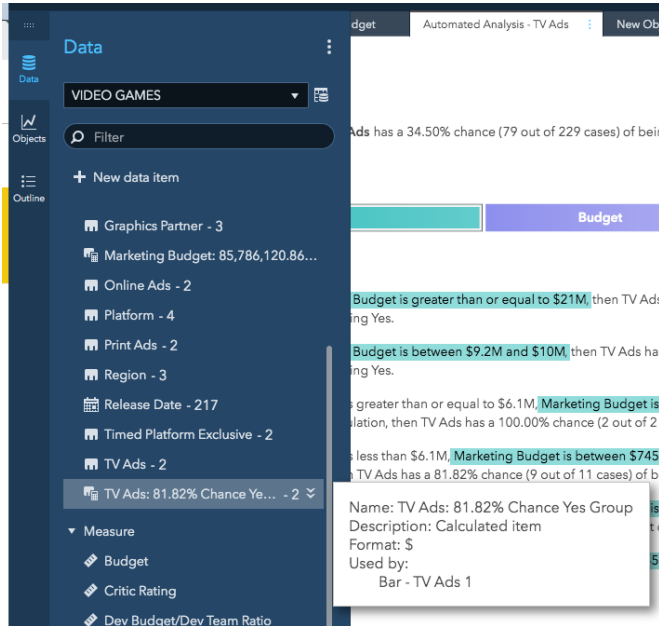 dget
Automated Analysis - TV Ads
New Ob
Data
Data
VIDEO GAMES
Filter
Objects
Ads has a 34.50% chance (79 out of 229 cases) of bei
New data item
Outline
Budget
Graphics Partner - 3
Marketing Budget: 85,786,120.86...
Online Ads - 2
Budget is greater than or equal to $21M, then TV Ads
Platform - 4
ing Yes.
Print Ads - 2
Budget is between $9.2M and $10M, then TV Ads ha
ing Yes.
Region - 3
Release Date - 217
s greater than or equal to $6.1M, Marketing Budget is
ulation, then TV Ads has a 100.00% chance (2 out of 2
Timed Platform Exclusive - 2
s less than $6.1M, Marketing Budget is between $745
TV Ads - 2
TV Ads has a 81.82% chance (9 out of 11 cases) of b
TV Ads: 81.82% Chance Ye... - 2
Name: TV Ads: 81.82% Chance Yes Group
Description: Calculated item
Format: $
Used by:
Bar - TV Ads 1
Measure
Budget
Critic Rating
Dev Budget/Dev Team Ratio